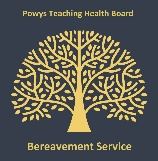 Powys Teaching Health Board
Bereavement Service